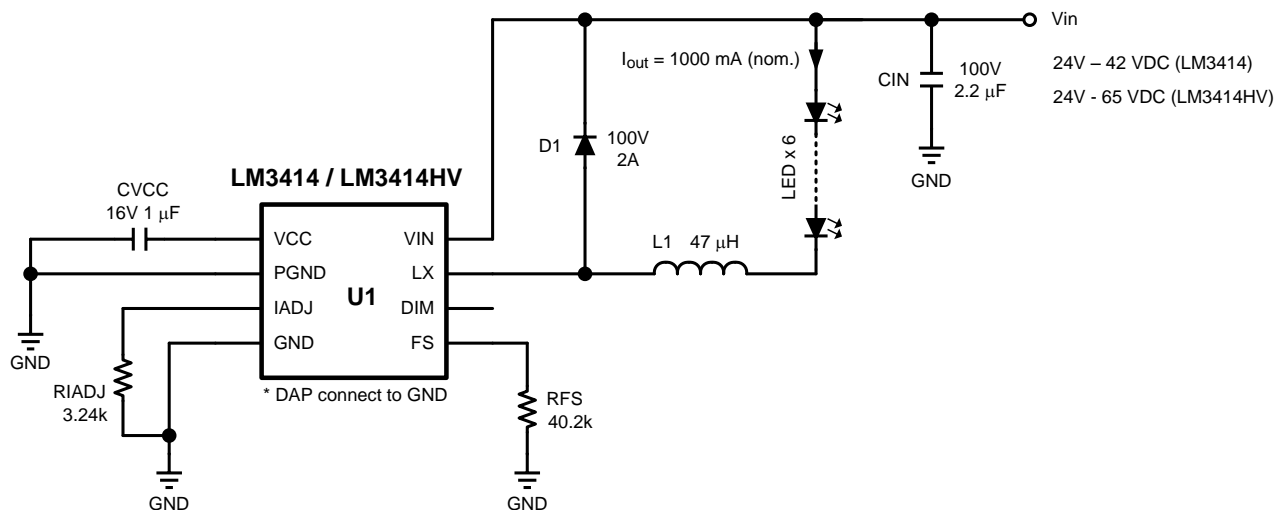 Vin
I_out = 1000 mA (nom.)
24V – 42 VDC (LM3414)
24V - 65 VDC (LM3414HV)
CIN
100V
2.2 μF
GND
D1
100V
2A
LED x 6
LM3414 / LM3414HV
CVCC
16V 1 μF
VCC
VIN
L1 47 μH
PGND
LX
U1
IADJ
DIM
GND
FS
GND
RIADJ
3.24k
* DAP connect to GND
RFS
40.2k
GND
GND